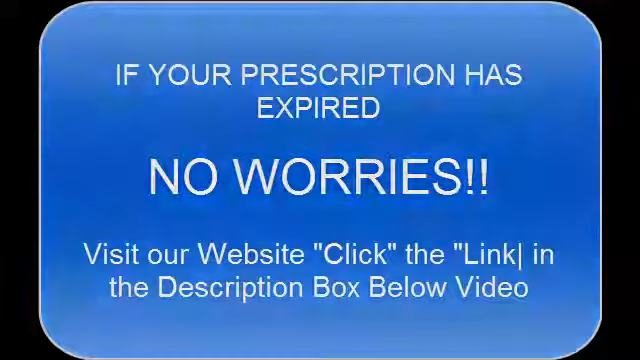 IF YOUR PRESCRIPTION HAS
EXPIRED
NO WORRIES!!
Visit our Website "Click" the "Link| in
the Description Box Below Video